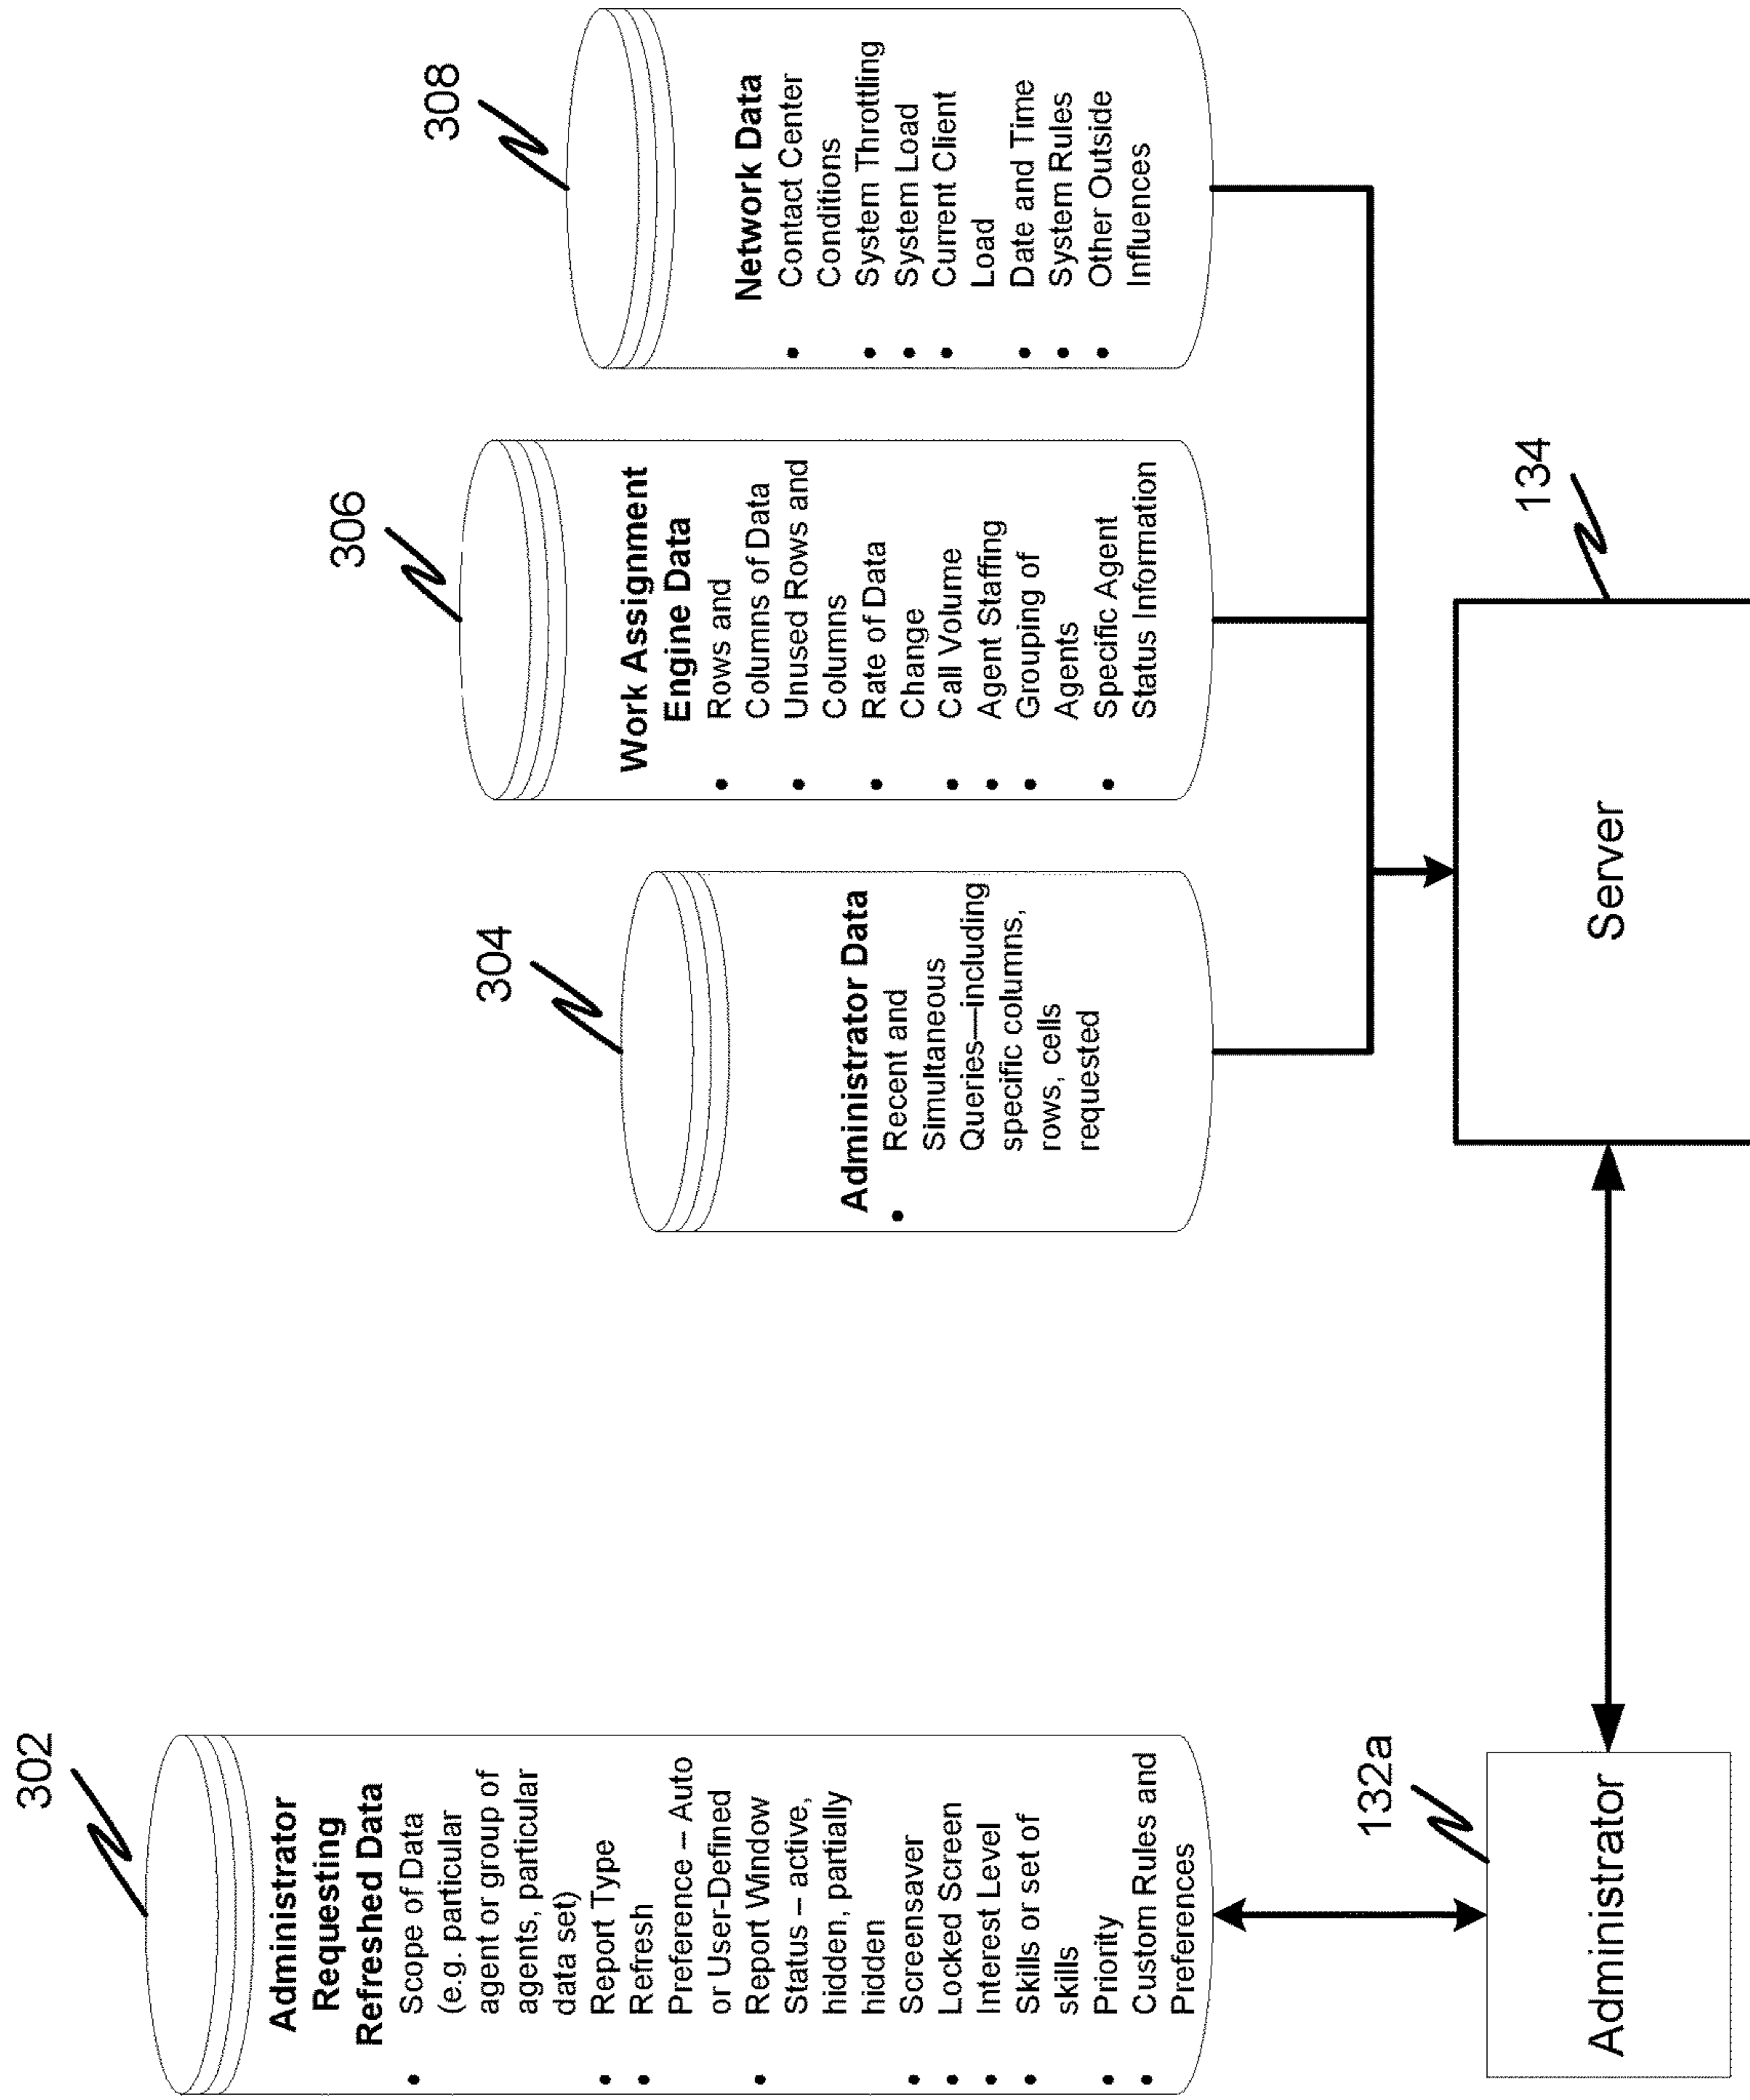 302
Administrator
Requesting
Refreshed Data
• Scope of Data
(e.g. particular
agent or group of
agents, particular
data set)
• Report Type
• Refresh
Preference – Auto
or User-Defined
• Report Window
Status – active,
hidden, partially
hidden
• Screensaver
• Locked Screen
• Interest Level
• Skills or set of
skills
• Priority
• Custom Rules and
Preferences
304
Administrator Data
• Recent and
Simultaneous
Queries—including
specific columns,
rows, cells
requested
306
Work Assignment
Engine Data
• Rows and
Columns of Data
• Unused Rows and
Columns
• Rate of Data
Change
• Call Volume
• Agent Staffing
• Grouping of
Agents
• Specific Agent
Status Information
308
Network Data
• Contact Center
Conditions
• System Throttling
• System Load
• Current Client
Load
• Date and Time
• System Rules
• Other Outside
Influences
132a
Administrator
134
Server